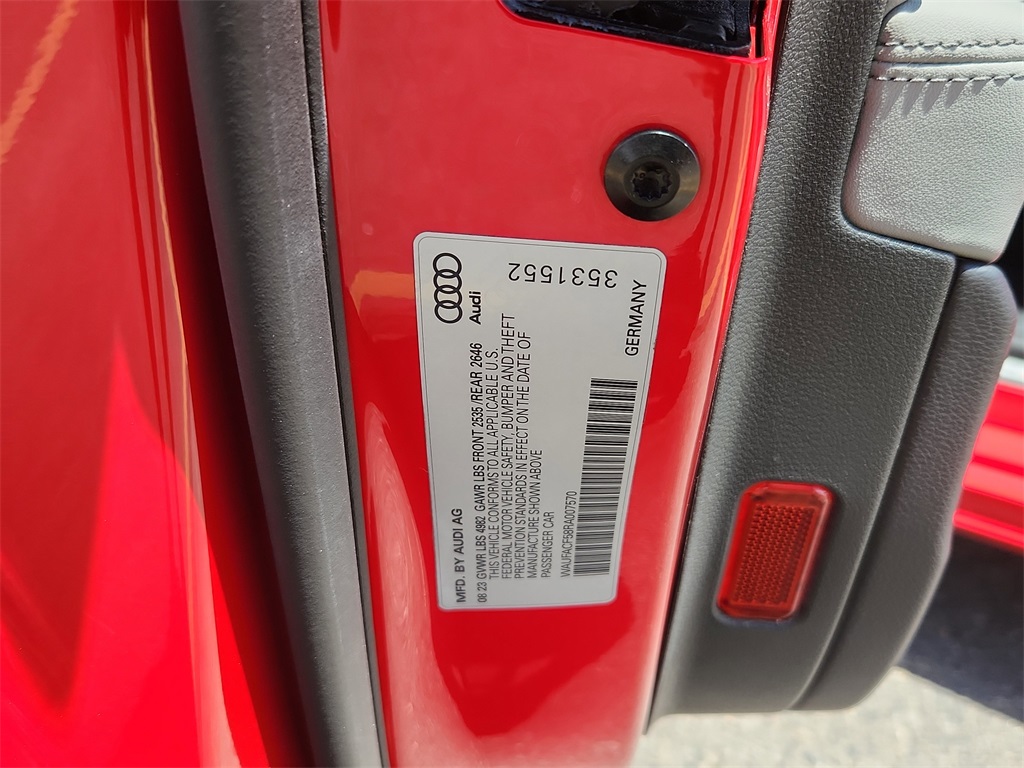 Audi
3531552
MFD. BY AUDI AG
08 23 GVWR LBS 4982 GAWR LBS FRONT 2535 /REAR 2646
THIS VEHICLE CONFORMS TO ALL APPLICABLE U.S.
FEDERAL MOTOR VEHICLE SAFETY, BUMPER AND THEFT
PREVENTION STANDARDS IN EFFECT ON THE DATE OF
MANUFACTURE SHOWN ABOVE
PASSENGER CAR
WAUFACF58RA007570
GERMANY